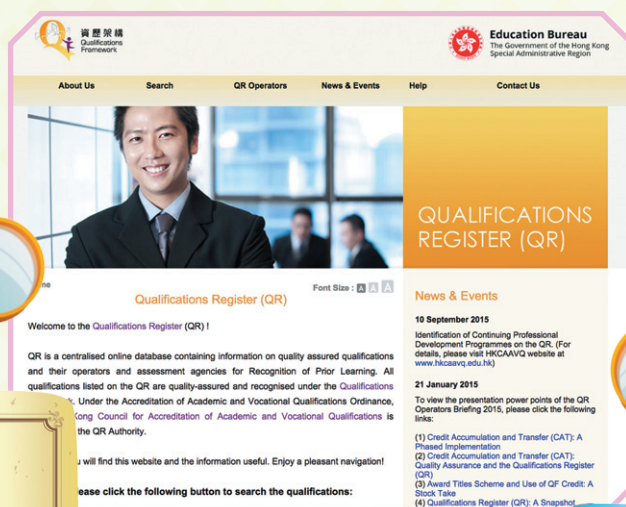 資歷架構
Qualifications
Framework
Education Bureau
The Government of the Hong Kong
Special Administrative Region
About Us Search QR Operators News & Events Help Contact Us
QUALIFICATIONS
REGISTER (QR)
Font Size : A A A
Qualifications Register (QR)
Welcome to the Qualifications Register (QR) !
QR is a centralised online database containing information on quality assured qualifications
and their operators and assessment agencies for Recognition of Prior Learning. All
qualifications listed on the QR are quality-assured and recognised under the Qualifications
Under the Accreditation of Academic and Vocational Qualifications Ordinance,
Kong Council for Accreditation of Academic and Vocational Qualifications is
the QR Authority.
will find this website and the information useful. Enjoy a pleasant navigation!
ease click the following button to search the qualifications:
News & Events
10 September 2015
Identification of Continuing Professional
Development Programmes on the QR. (For
details, please visit HKCAAVQ website at
www.hkcaavq.edu.hk)
21 January 2015
To view the presentation power points of the QR
Operators Briefing 2015, please click the following
links:
(1) Credit Accumulation and Transfer (CAT): A
Phased Implementation
(2) Credit Accumulation and Transfer (CAT):
Quality Assurance and the Qualifications Register
(QR)
(3) Award Titles Scheme and Use of QF Credit: A
Stock Take
(4) Qualifications Register (QR): A Snapshot